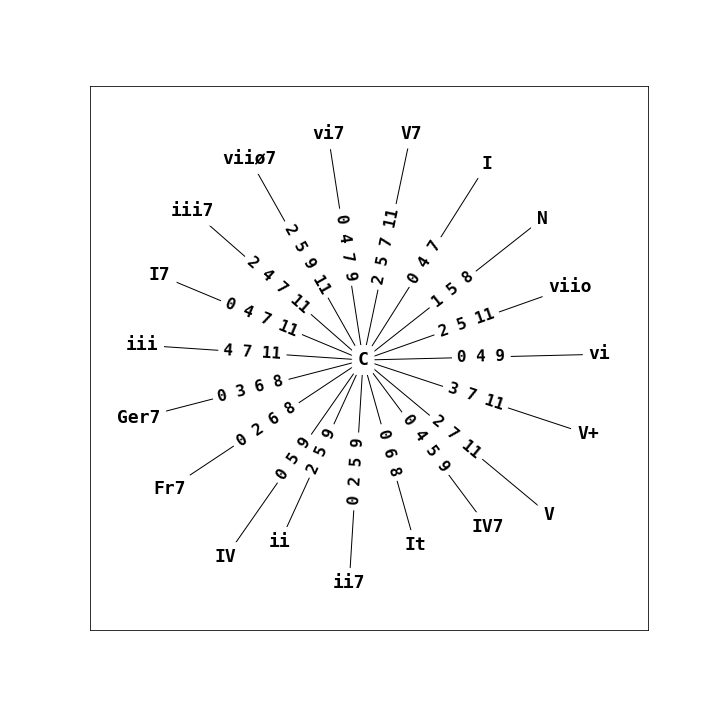 vi7
V7
viiø7
I
iii7
N
I7
viio
iii
vi
Ger7
V+
Fr7
V
IV
IV7
ii
It
ii7
C
0 4 7 9
2 5 7 11
2 5 9 11
0 4 7
2 4 7 11
1 5 8
0 4 7 11
2 5 11
4 7 11
0 4 9
0 3 6 8
3 7 11
0 2 6 8
2 7 11
0 5 9
0 4 5 9
2 5 9
0 6 8
0 2 5 9